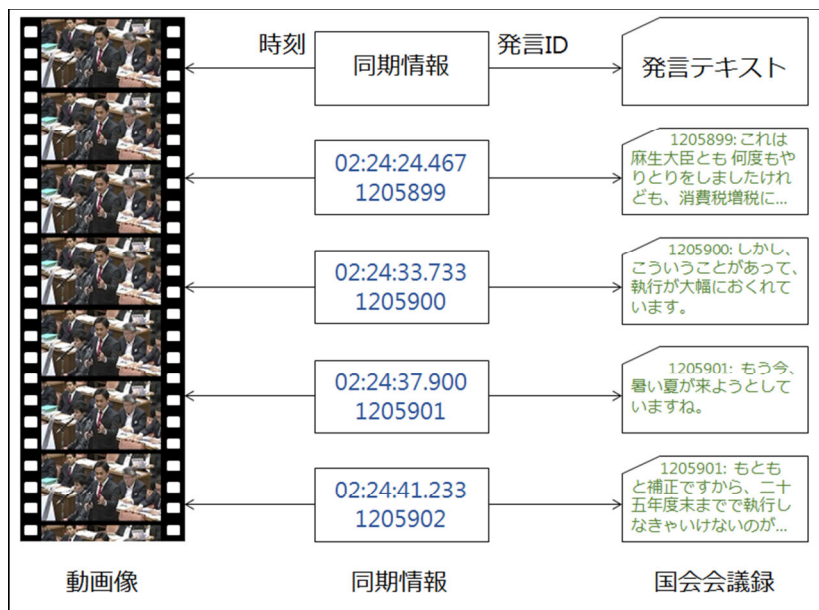 時刻
同期情報
発言ID
発言テキスト
02:24:24.467
1205899
1205899: これは
麻生大臣とも 何度もや
りとりをしましたけれ
ども、消費税増税に...
02:24:33.733
1205900
1205900: しかし、
こういうことがあって、
執行が大幅におくれて
います。
02:24:37.900
1205901
1205901: もう今、
暑い夏が来ようとして
いますね。
02:24:41.233
1205902
1205901: もともと
と補正ですから、二十
五年度末までで執行し
なきゃいけないのが...
動画像
同期情報
国会会議録